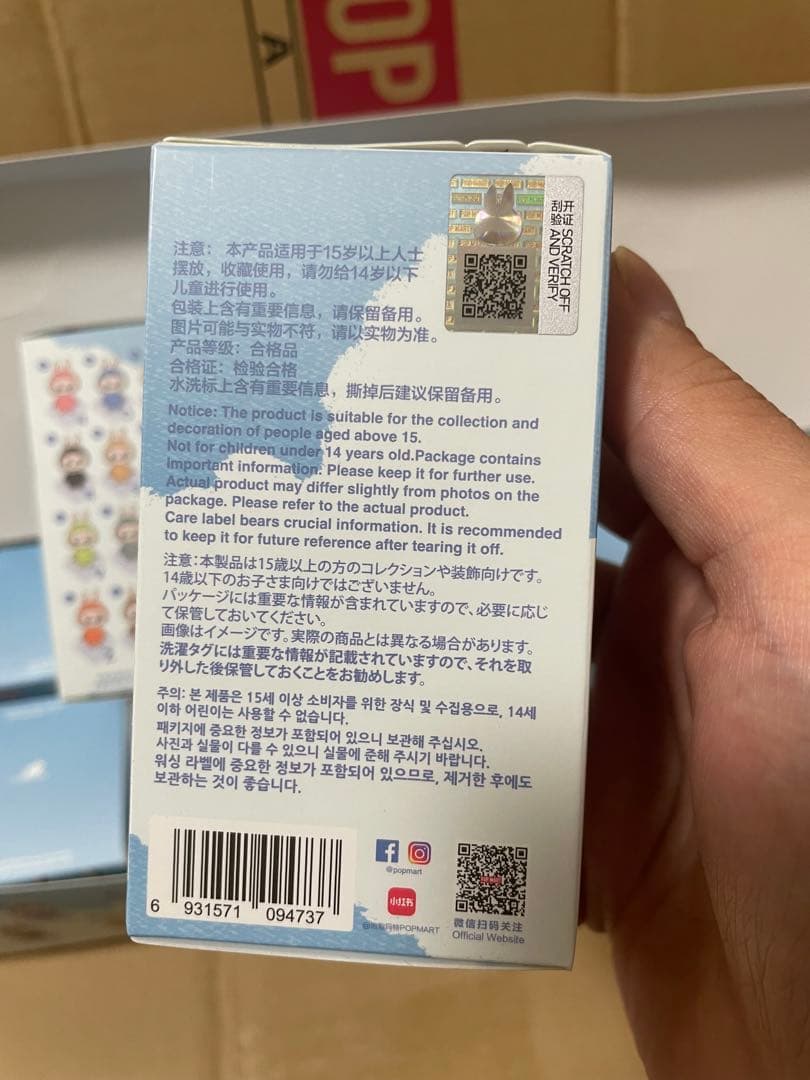 POP
A
开证 SCRATCH OFF
刮验 AND VERIFY
注意： 本产品适用于15岁以上人士
摆放，收藏使用，请勿给14岁以下
儿童进行使用。
包装上含有重要信息，请保留备用。
图片可能与实物不符，请以实物为准。
产品等级：合格品
合格证：检验合格
水洗标上含有重要信息，撕掉后建议保留备用。
Notice: The product is suitable for the collection and
decoration of people aged above 15.
Not for children under 14 years old.Package contains
important information. Please keep it for further use.
Actual product may differ slightly from photos on the
package. Please refer to the actual product.
Care label bears crucial information. It is recommended
to keep it for future reference after tearing it off.
注意：本製品は15歳以上の方のコレクションや装飾向けです。
14歳以下のお子さま向けではございません。
パッケージには重要な情報が含まれていますので、必要に応じ
て保管しておいてください。
画像はイメージです。実際の商品とは異なる場合があります。
洗濯タグには重要な情報が記載されていますので、それを取
り外した後保管しておくことをお勧めします。
주의: 본 제품은 15세 이상 소비자를 위한 장식 및 수집용으로, 14세
이하 어린이는 사용할 수 없습니다.
패키지에 중요한 정보가 포함되어 있으니 보관해 주십시오.
사진과 실물이 다를 수 있으니 실물에 준해 주시기 바랍니다.
워싱 라벨에 중요한 정보가 포함되어 있으므로, 제거한 후에도
보관하는 것이 좋습니다.
6 931571 094737
@popmart
小红书
@泡泡玛特POPMART
微信扫码关注
Official Website